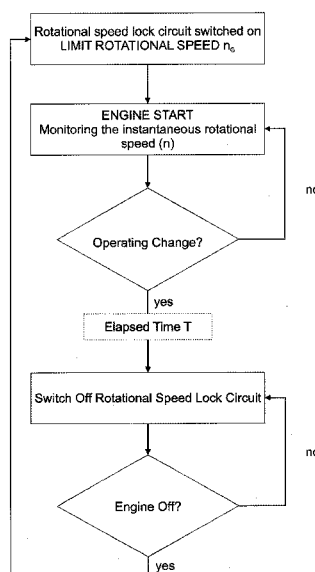 Rotational speed lock circuit switched on
LIMIT ROTATIONAL SPEED nG
ENGINE START
Monitoring the instantaneous rotational
speed (n)
no
Operating Change?
yes
Elapsed Time T
Switch Off Rotational Speed Lock Circuit
no
Engine Off?
yes